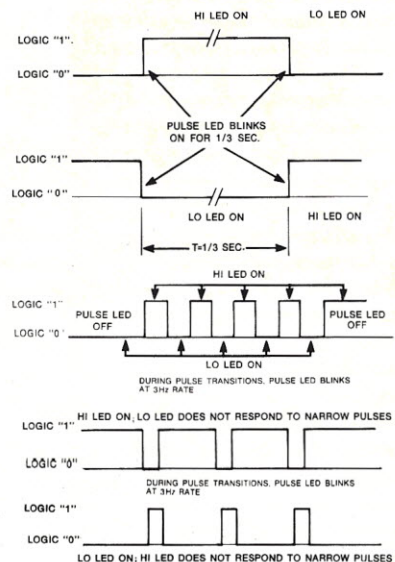 HI LED ON
LO LED ON
LOGIC "1".
LOGIC "0"
PULSE LED BLINKS
ON FOR 1/3 SEC.
LOGIC "1"
LOGIC "0"
LO LED ON
HI LED ON
T=1/3 SEC.
HI LED ON
LOGIC "1"
PULSE LED
OFF
PULSE LED
OFF
LOGIC "0"
LO LED ON
DURING PULSE TRANSITIONS. PULSE LED BLINKS
AT 3Hz RATE
HI LED ON; LO LED DOES NOT RESPOND TO NARROW PULSES
LOGIC "1"
LOGIC "0"
DURING PULSE TRANSITIONS. PULSE LED BLINKS
AT 3Hz RATE
LOGIC "1"
LOGIC "0"
LO LED ON; HI LED DOES NOT RESPOND TO NARROW PULSES